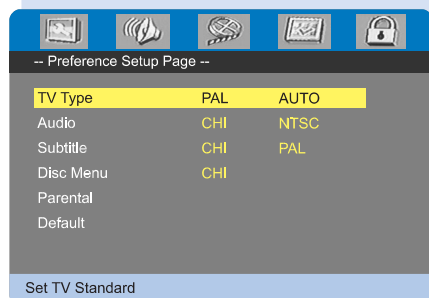 -- Preference Setup Page --
TV Type PAL AUTO
Audio CHI NTSC
Subtitle CHI PAL
Disc Menu CHI
Parental
Default
Set TV Standard